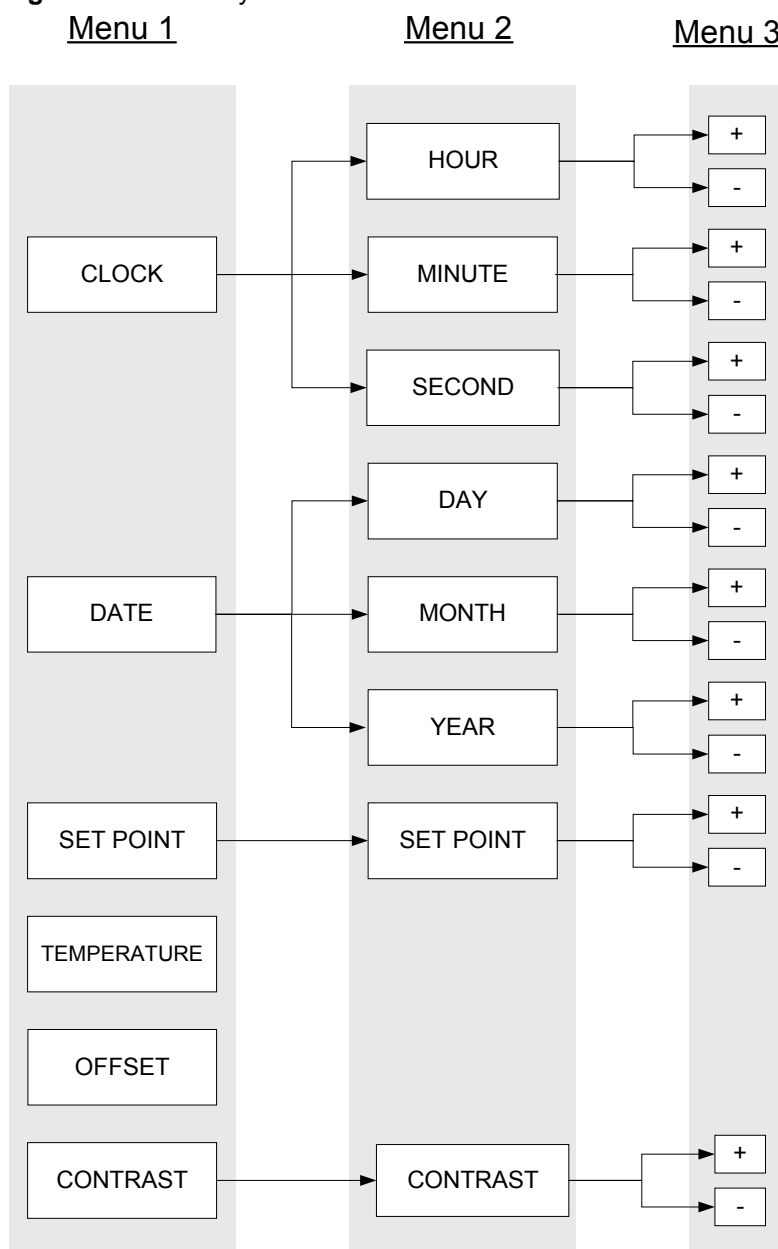 Menu 1 Menu 2 Menu 3
HOUR + -
CLOCK MINUTE + -
SECOND + -
DAY + -
DATE MONTH + -
YEAR + -
SET POINT SET POINT + -
TEMPERATURE
OFFSET
CONTRAST CONTRAST + -